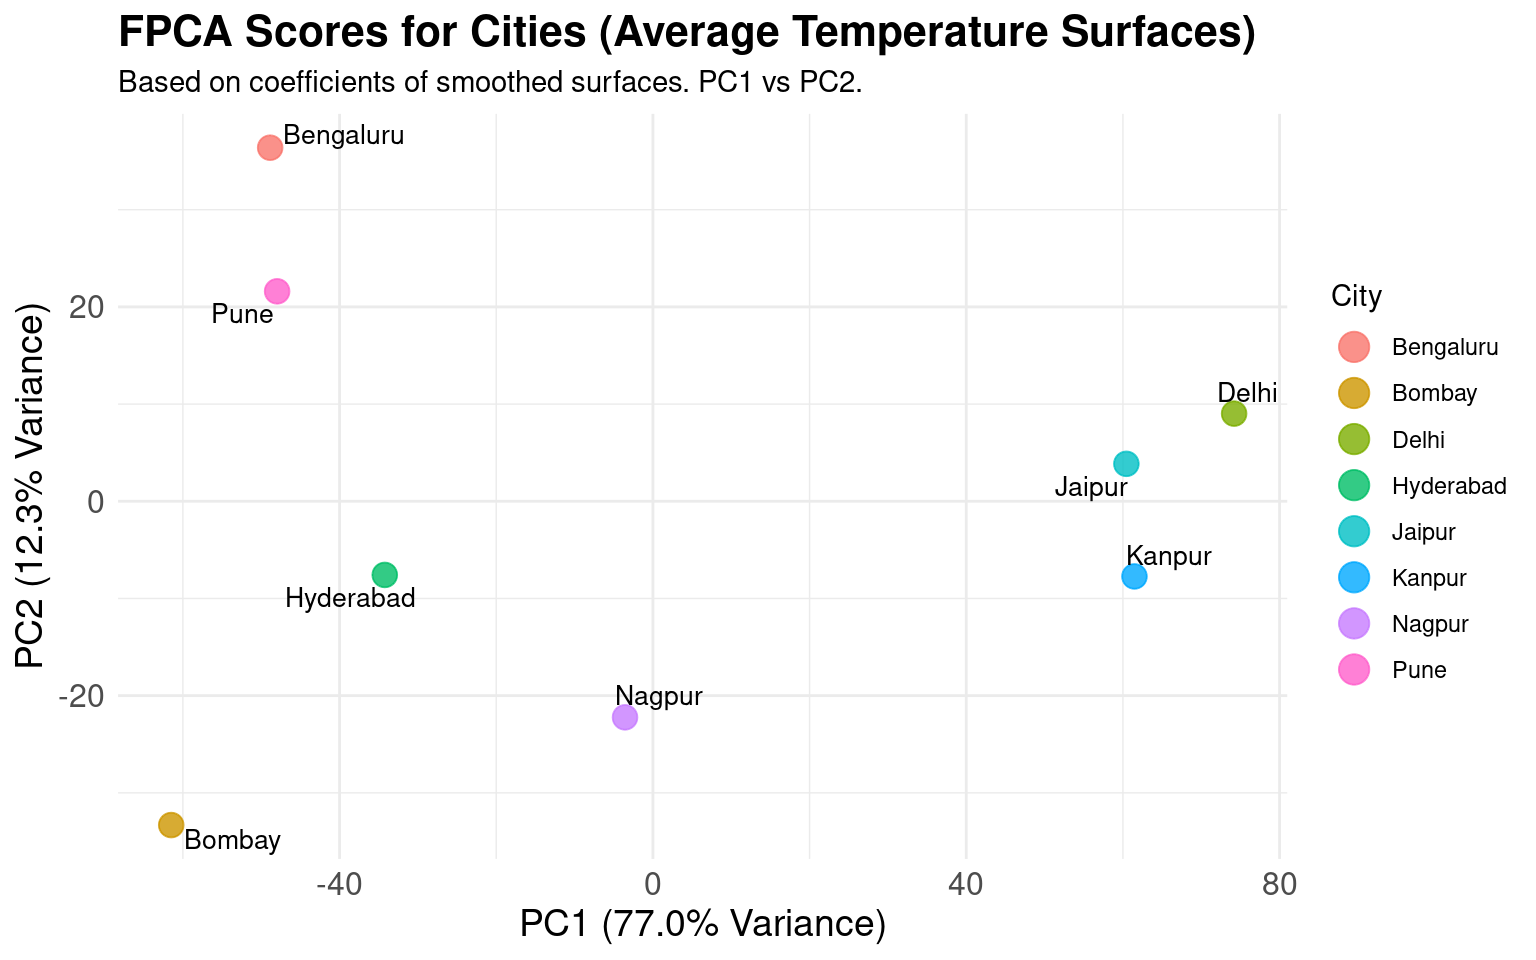 FPCA Scores for Cities (Average Temperature Surfaces)
Based on coefficients of smoothed surfaces. PC1 vs PC2.
Bengaluru
Pune
Delhi
Jaipur
Kanpur
Hyderabad
Nagpur
Bombay
20
0
-20
-40
0
40
80
PC1 (77.0% Variance)
PC2 (12.3% Variance)
City
Bengaluru
Bombay
Delhi
Hyderabad
Jaipur
Kanpur
Nagpur
Pune